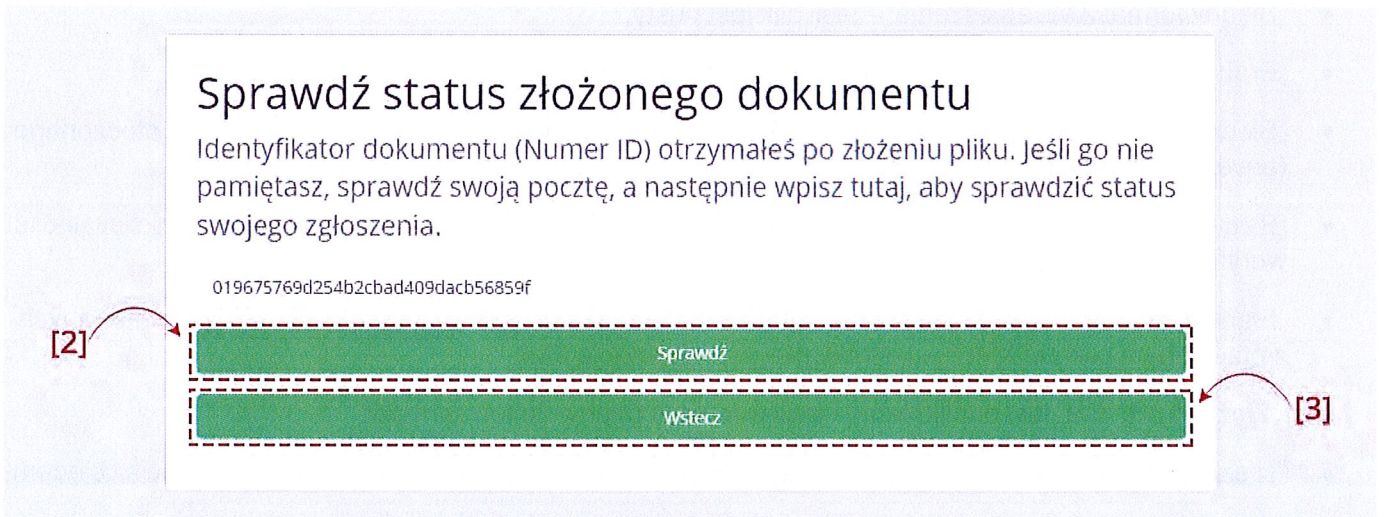 Sprawdź status złożonego dokumentu
Identyfikator dokumentu (Numer ID) otrzymałeś po złożeniu pliku. Jeśli go nie
pamiętasz, sprawdź swoją pocztę, a następnie wpisz tutaj, aby sprawdzić status
swojego zgłoszenia.
019675769d254b2cbad409dacb56859f
[2]
Sprawdź
Wstecz
[3]